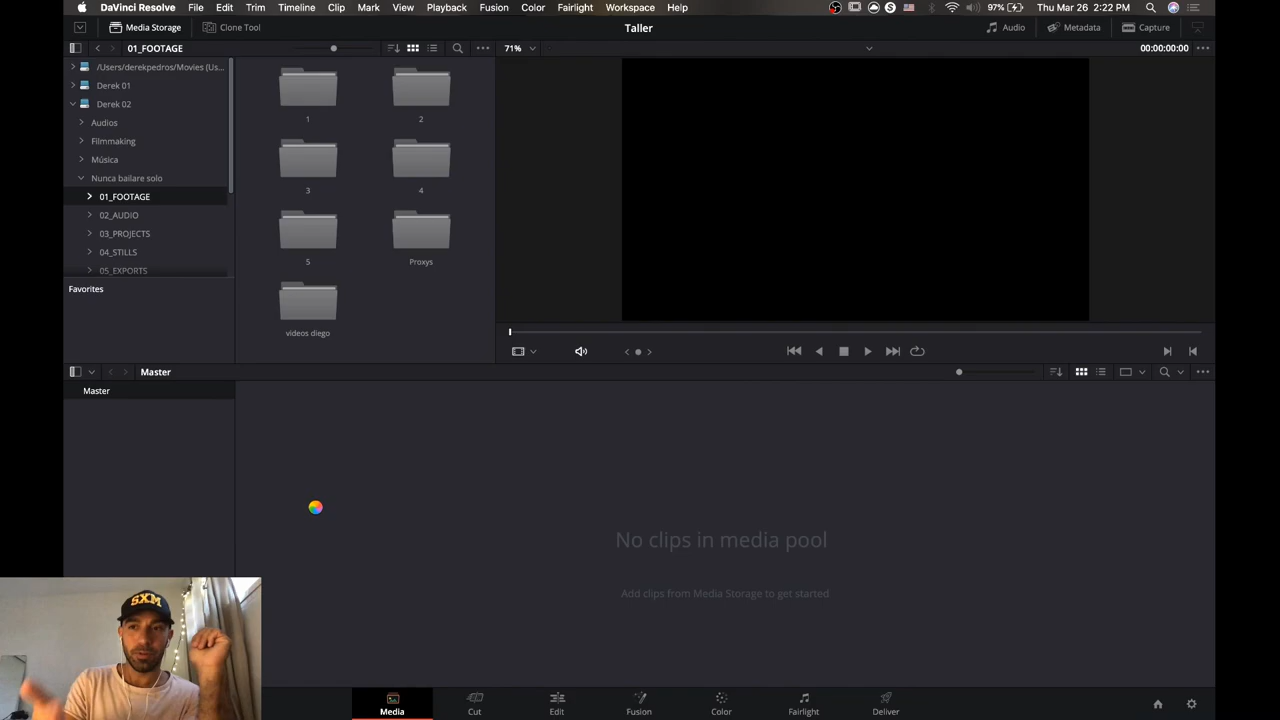 DaVinci Resolve File Edit Trim Timeline Clip Mark View Playback Fusion Color Fairlight Workspace Help 97% Thu Mar 26 2:22 PM
Media Storage Clone Tool Taller Audio Metadata Capture
01_FOOTAGE 71% 00:00:00:00
/Users/derekpedros/Movies (Us...
Derek 01
Derek 02
Audios
Filmmaking
Música
Nunca bailare solo
01_FOOTAGE
02_AUDIO
03_PROJECTS
04_STILLS
05_EXPORTS
Favorites
1 2
3 4
5 Proxys
videos diego
Master
Master
No clips in media pool
Add clips from Media Storage to get started
SXM
Media Cut Edit Fusion Color Fairlight Deliver